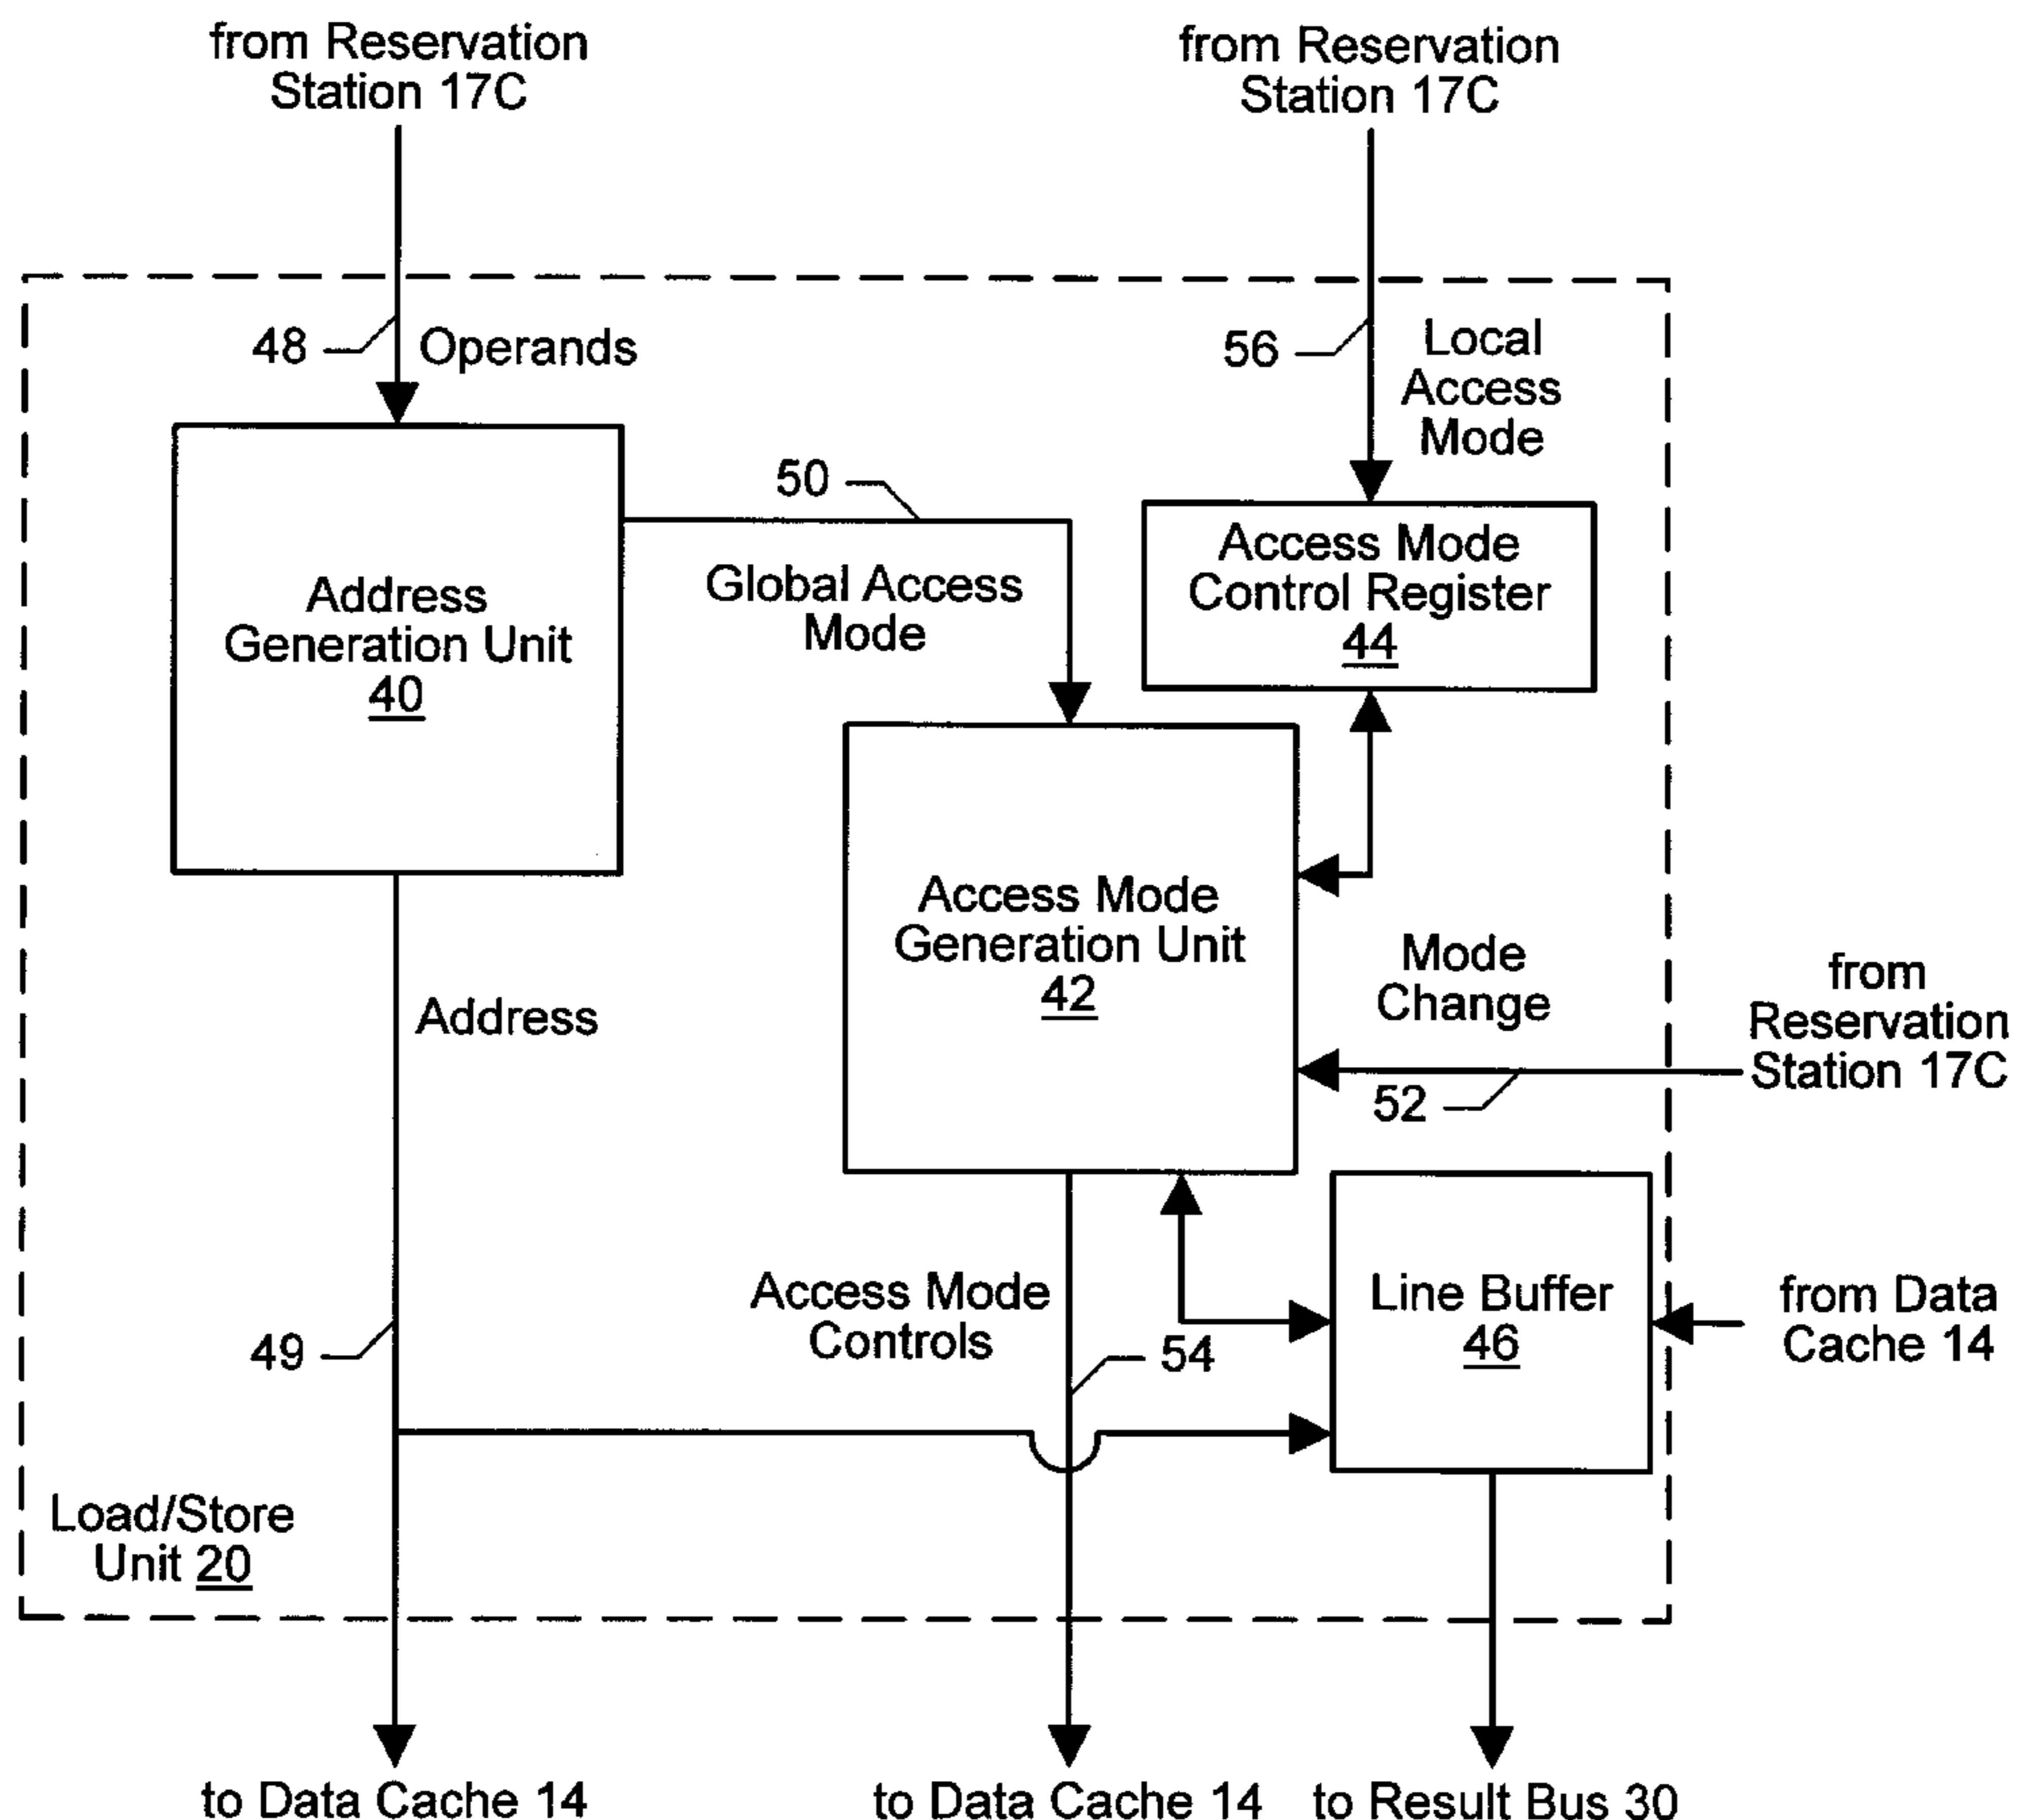 from Reservation
Station 17C
from Reservation
Station 17C
48
Operands
56
Local
Access
Mode
50
Global Access
Mode
Access Mode
Control Register
44
Address
Generation Unit
40
Access Mode
Generation Unit
42
Mode
Change
from
Reservation
Station 17C
52
Address
49
Access Mode
Controls
54
Line Buffer
46
from Data
Cache 14
Load/Store
Unit 20
to Data Cache 14
to Data Cache 14
to Result Bus 30